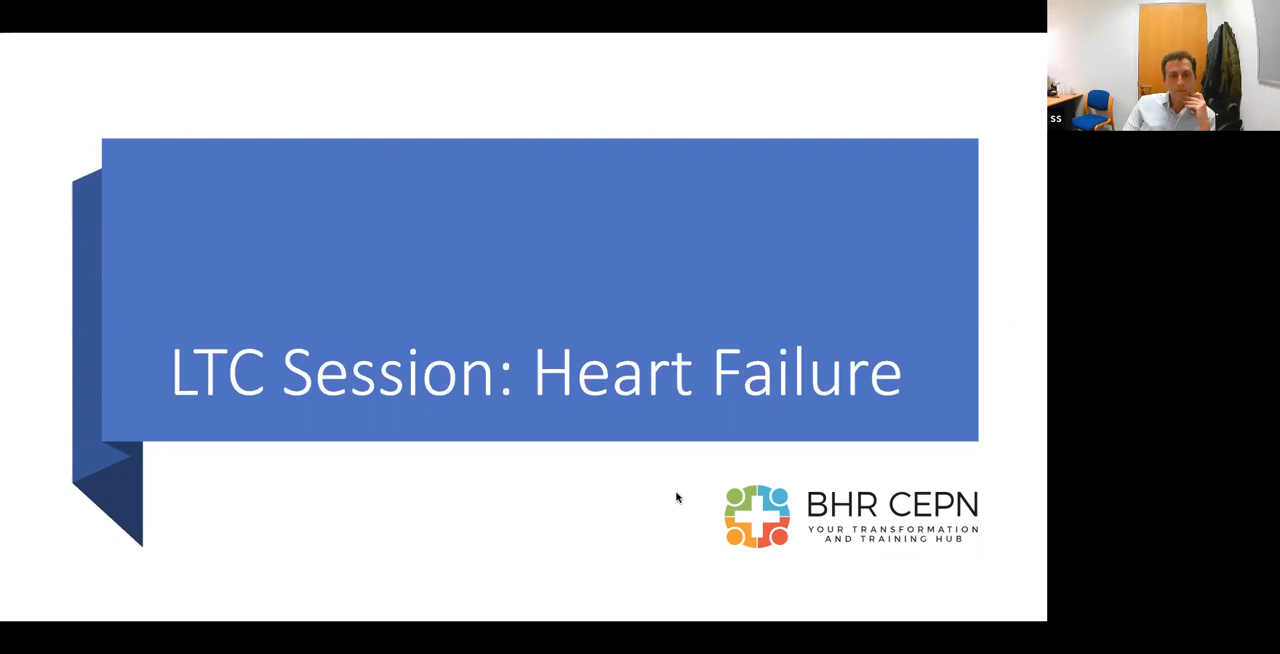 ss
LTC Session: Heart Failure
BHR CEPN
YOUR TRANSFORMATION
AND TRAINING HUB